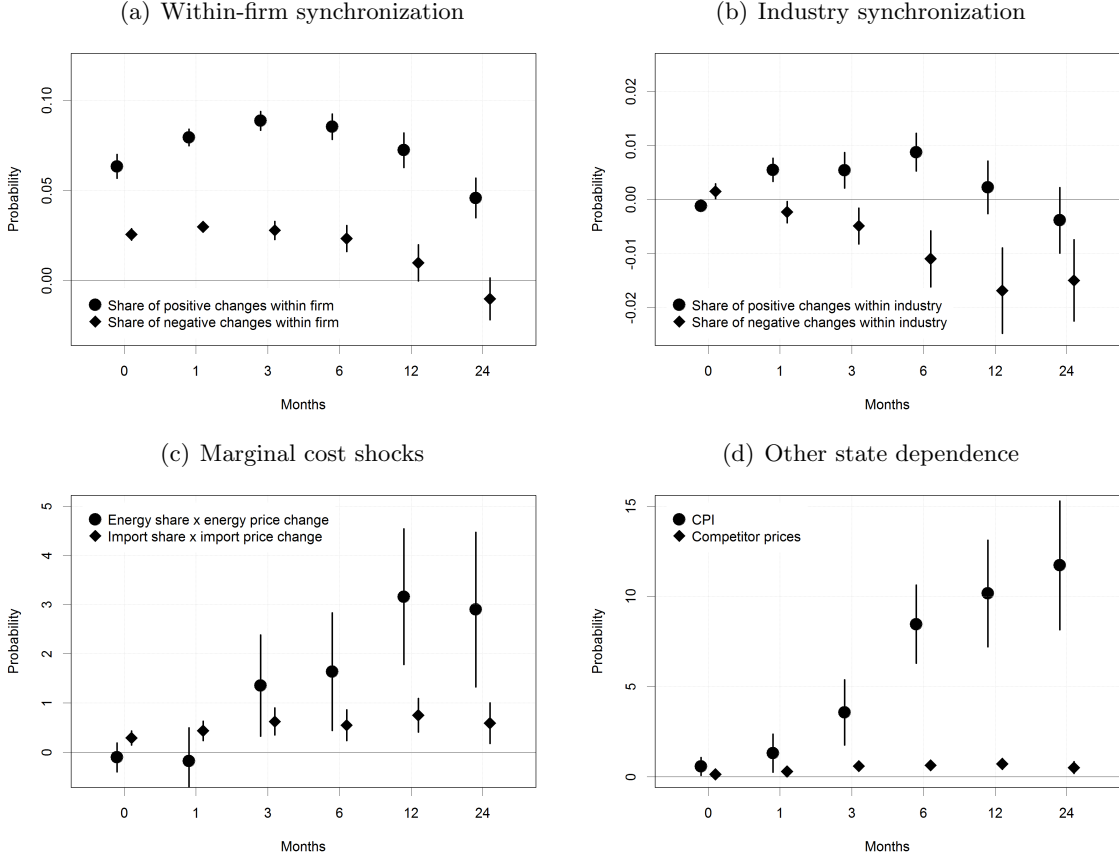 (a) Within-firm synchronization
0.10
0.05
0.00
Probability
Share of positive changes within firm
Share of negative changes within firm
0 1 3 6 12 24
Months
(b) Industry synchronization
0.02
0.01
0.00
-0.01
-0.02
Probability
Share of positive changes within industry
Share of negative changes within industry
0 1 3 6 12 24
Months
(c) Marginal cost shocks
5
4
3
2
1
0
Probability
Energy share x energy price change
Import share x import price change
0 1 3 6 12 24
Months
(d) Other state dependence
15
10
5
0
Probability
CPI
Competitor prices
0 1 3 6 12 24
Months